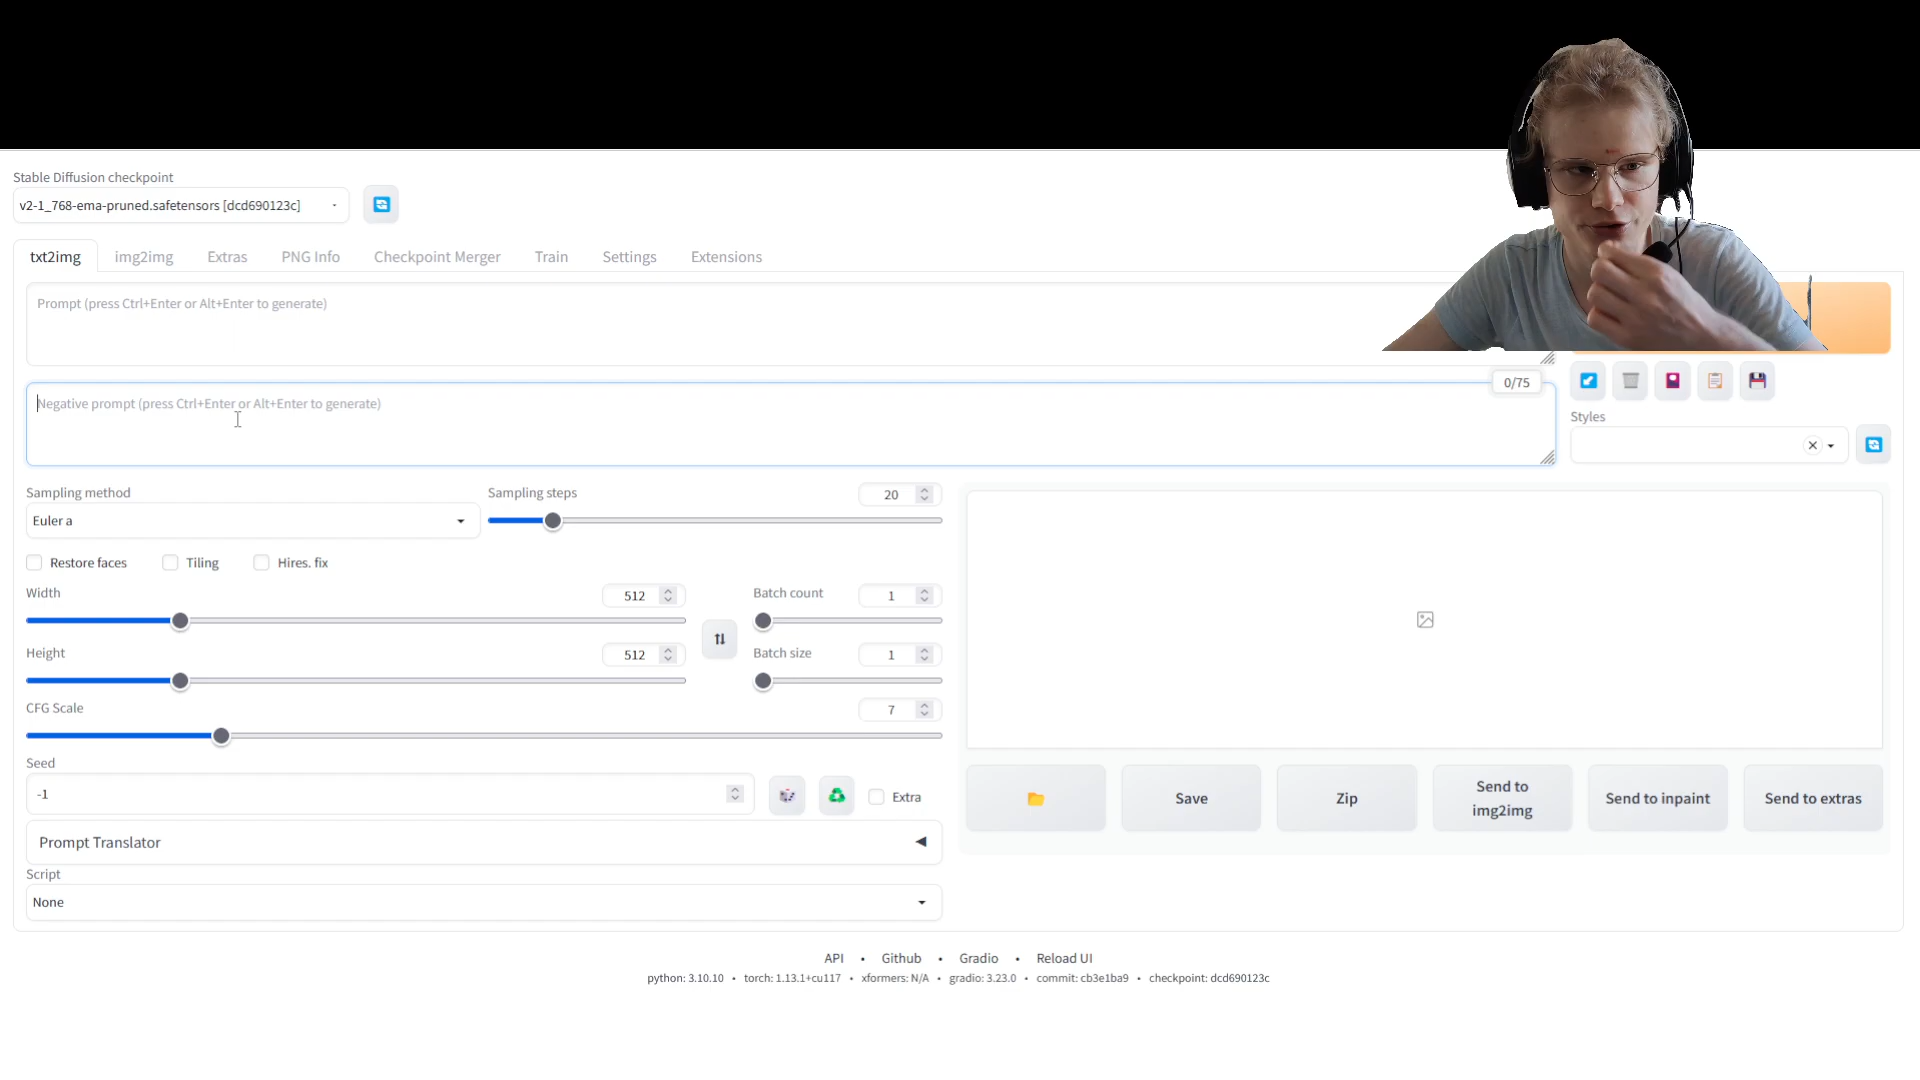 Stable Diffusion checkpoint
v2-1_768-ema-pruned.safetensors [dcd690123c]
txt2img img2img Extras PNG Info Checkpoint Merger Train Settings Extensions
Prompt (press Ctrl+Enter or Alt+Enter to generate)
0/75
Negative prompt (press Ctrl+Enter or Alt+Enter to generate)
Styles
Sampling method
Euler a
Sampling steps
20
Restore faces Tiling Hires. fix
Width
512
Batch count
1
Height
512
Batch size
1
CFG Scale
7
Seed
-1
Extra
Prompt Translator
Script
None
Save
Zip
Send to
img2img
Send to inpaint
Send to extras
API • Github • Gradio • Reload UI
python: 3.10.10 • torch: 1.13.1+cu117 • xformers: N/A • gradio: 3.23.0 • commit: cb3e1ba9 • checkpoint: dcd690123c